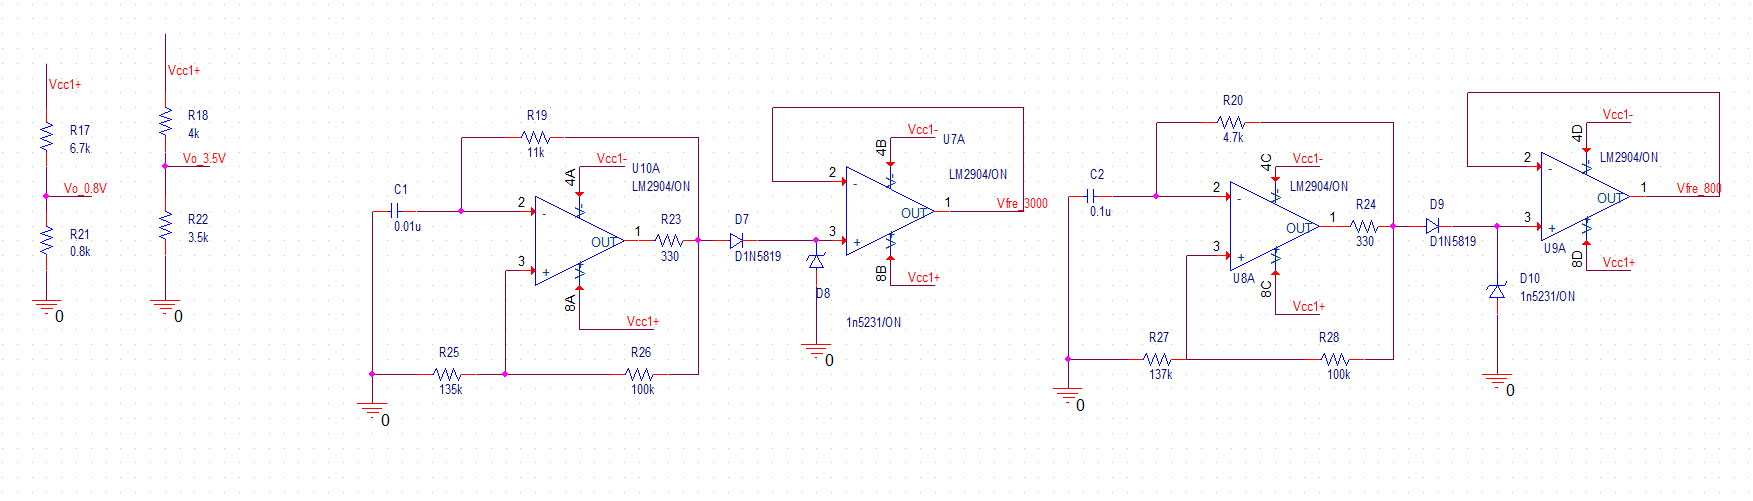 Vcc1+
R17
6.7k
Vo_0.8V
R21
0.8k
0
Vcc1+
R18
4k
Vo_3.5V
R22
3.5k
0
R19
11k
C1
0.01u
2
-
4A
V-
Vcc1-
U10A
LM2904/ON
OUT
1
3
+
V+
8A
Vcc1+
R23
330
R25
135k
R26
100k
0
D7
D1N5819
D8
1n5231/ON
0
2
-
4B
V-
Vcc1-
U7A
LM2904/ON
OUT
1
Vfre_3000
3
+
V+
8B
Vcc1+
R20
4.7k
C2
0.1u
2
-
4C
V-
Vcc1-
LM2904/ON
OUT
1
3
+
U8A
V+
8C
Vcc1+
R24
330
R27
137k
R28
100k
0
D9
D1N5819
D10
1n5231/ON
0
2
-
4D
V-
Vcc1-
LM2904/ON
OUT
1
Vfre_800
3
+
U9A
V+
8D
Vcc1+